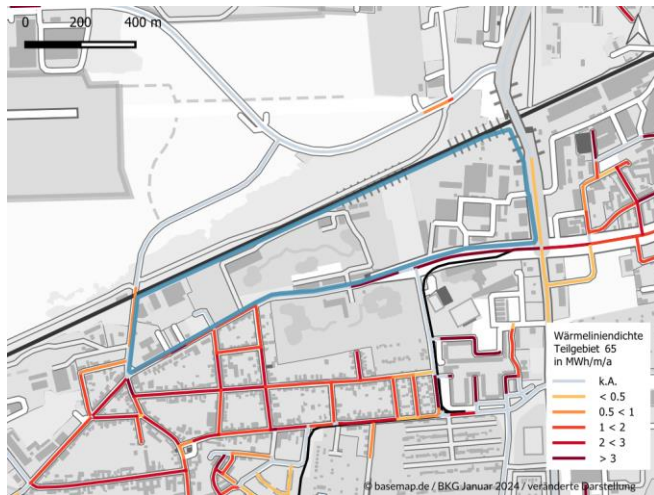 0 200 400 m
Wärmeliniendichte
Teilgebiet 65
in MWh/m/a
k.A.
< 0.5
0.5 < 1
1 < 2
2 < 3
> 3
© basemap.de / BKG Januar 2024 / veränderte Darstellung